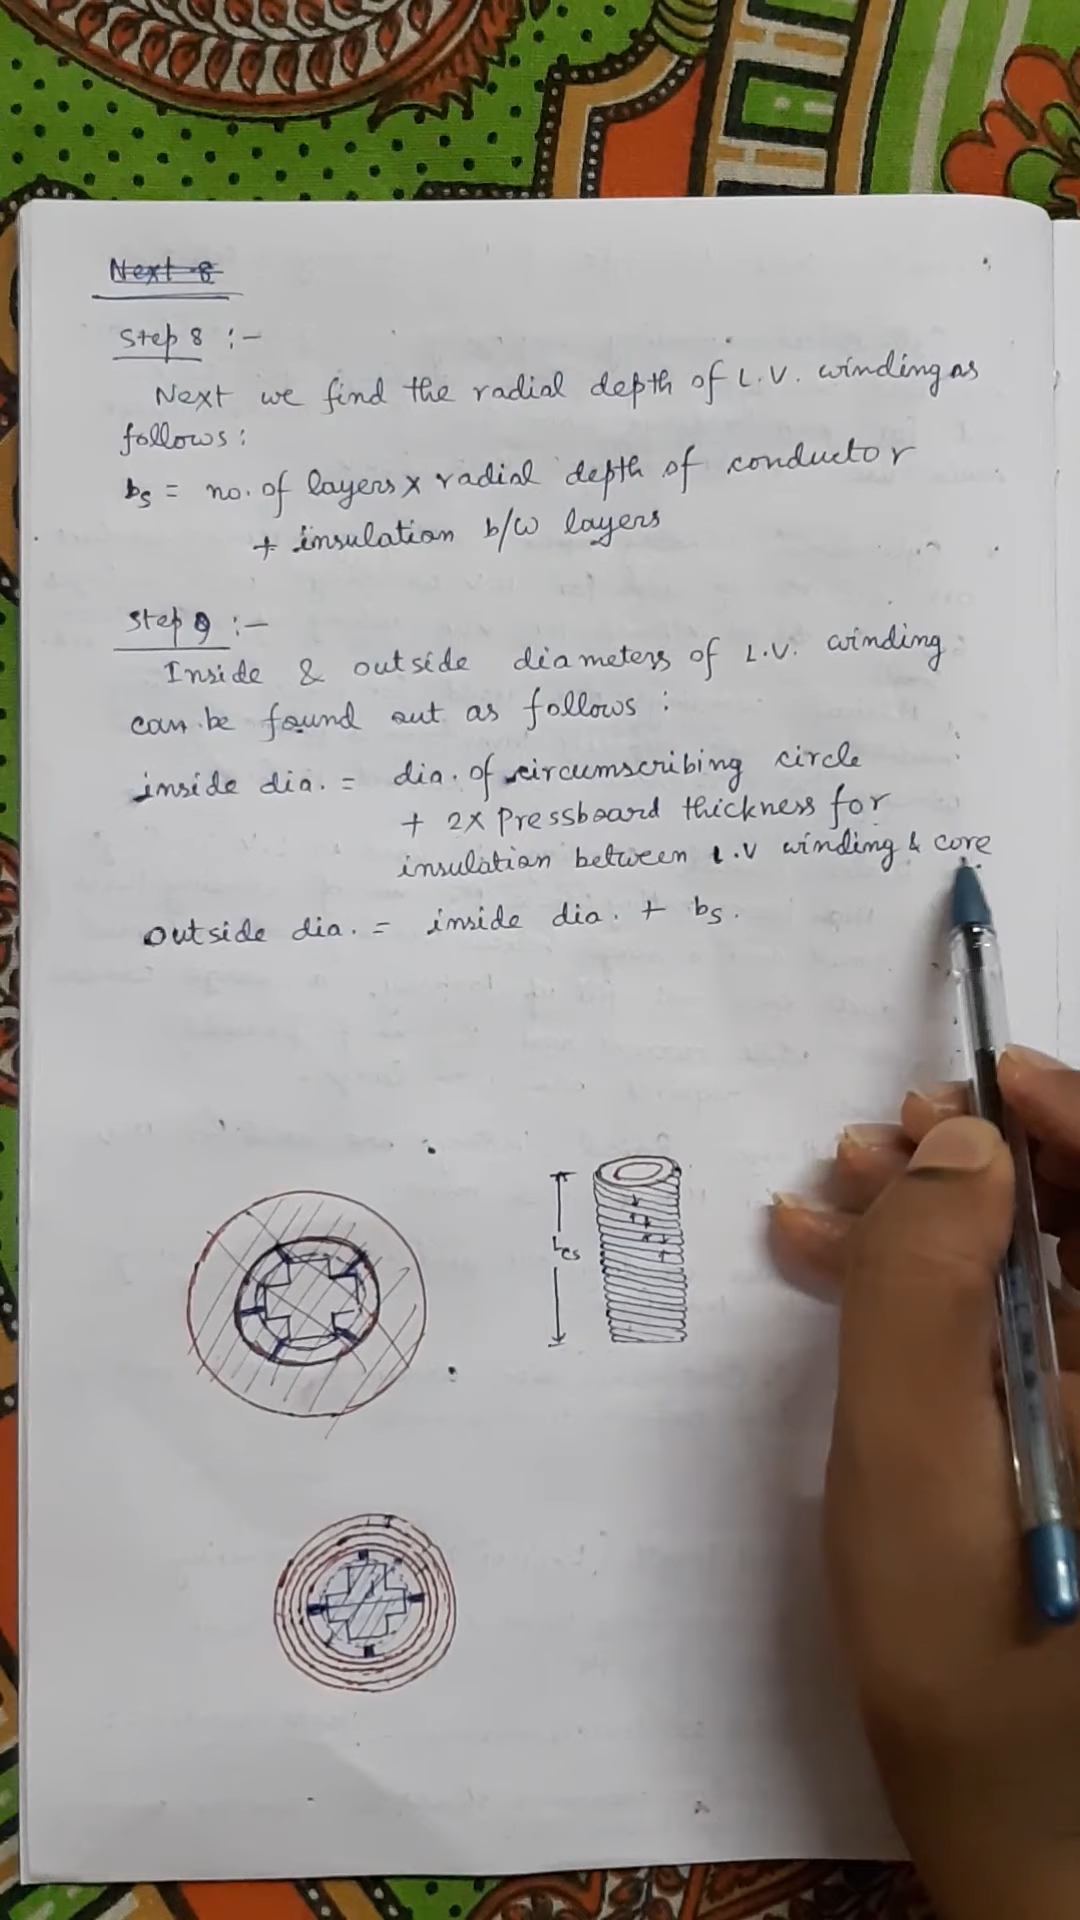 Next 8
Step 8 :-
Next we find the radial depth of L.V. winding as
follows:
bs = no. of layers x radial depth of conductor
+ insulation b/w layers
Step 9 :-
Inside & outside diameters of L.V. winding
can be found out as follows :
inside dia. = dia. of circumscribing circle
+ 2x Pressboard thickness for
insulation between L.V winding & core
outside dia. = inside dia. + bs.
Lcs